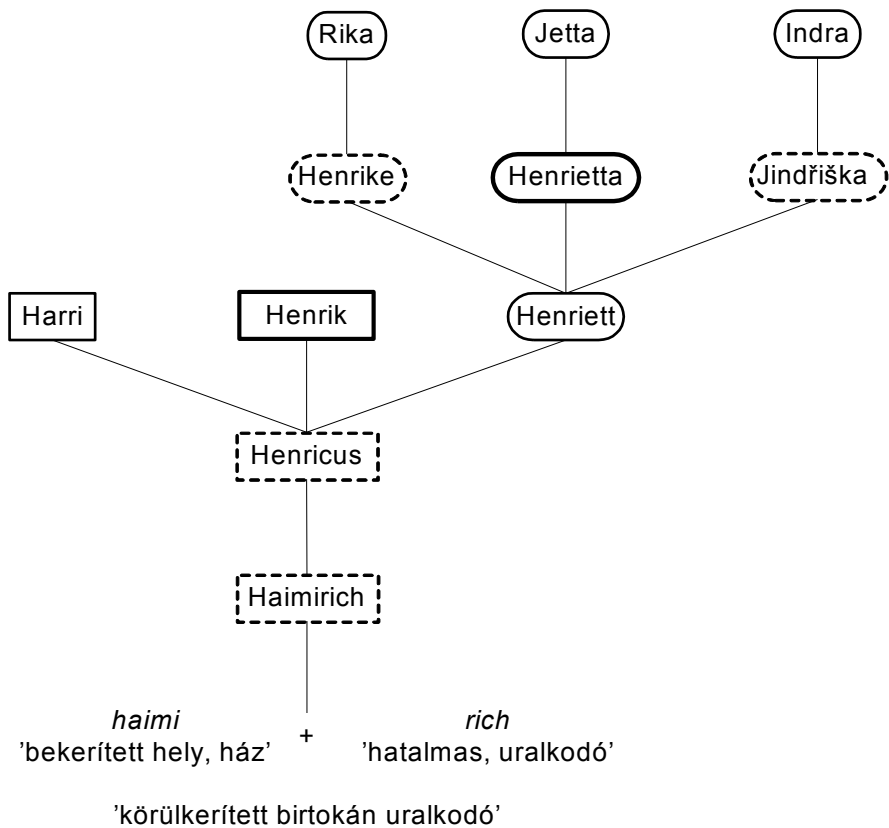 Rika Jetta Indra
Henrike Henrietta Jindřiška
Harri Henrik Henriett
Henricus
Haimirich
haimi + rich
’bekerített hely, ház’ ’hatalmas, uralkodó’
’körülkerített birtokán uralkodó’